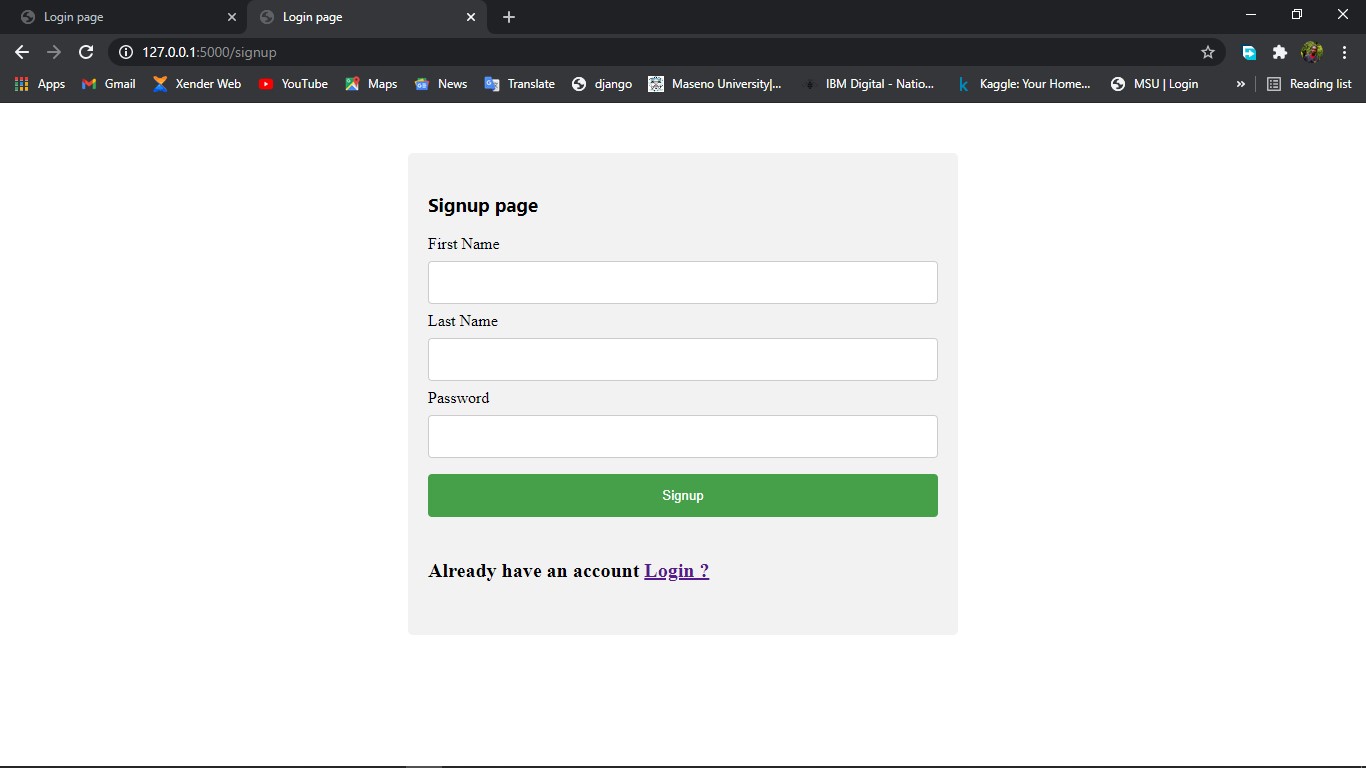 Login page Login page
127.0.0.1:5000/signup
Apps Gmail Xender Web YouTube Maps News Translate django Maseno University|... IBM Digital - Natio... k Kaggle: Your Home... MSU | Login » Reading list
Signup page
First Name
Last Name
Password
Signup
Already have an account Login ?